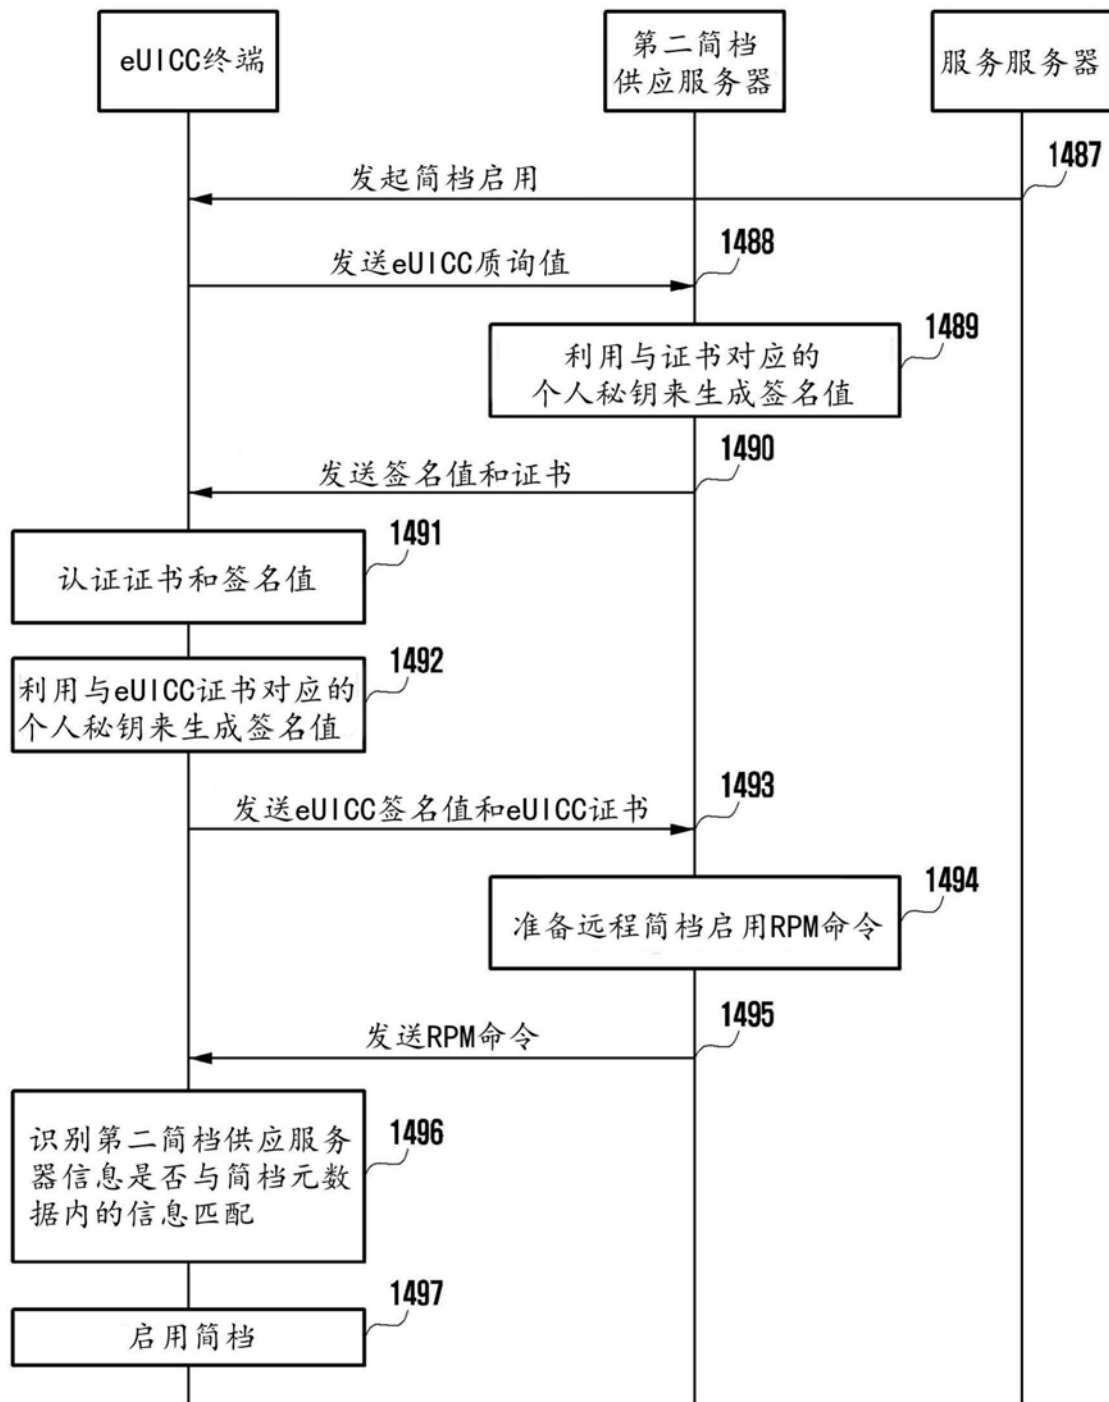 eUICC终端
第二简档
供应服务器
服务服务器
1487
发起简档启用
1488
发送eUICC质询值
1489
利用与证书对应的
个人秘钥来生成签名值
1490
发送签名值和证书
1491
认证证书和签名值
1492
利用与eUICC证书对应的
个人秘钥来生成签名值
1493
发送eUICC签名值和eUICC证书
1494
准备远程简档启用RPM命令
1495
发送RPM命令
1496
识别第二简档供应服务
器信息是否与简档元数
据内的信息匹配
1497
启用简档